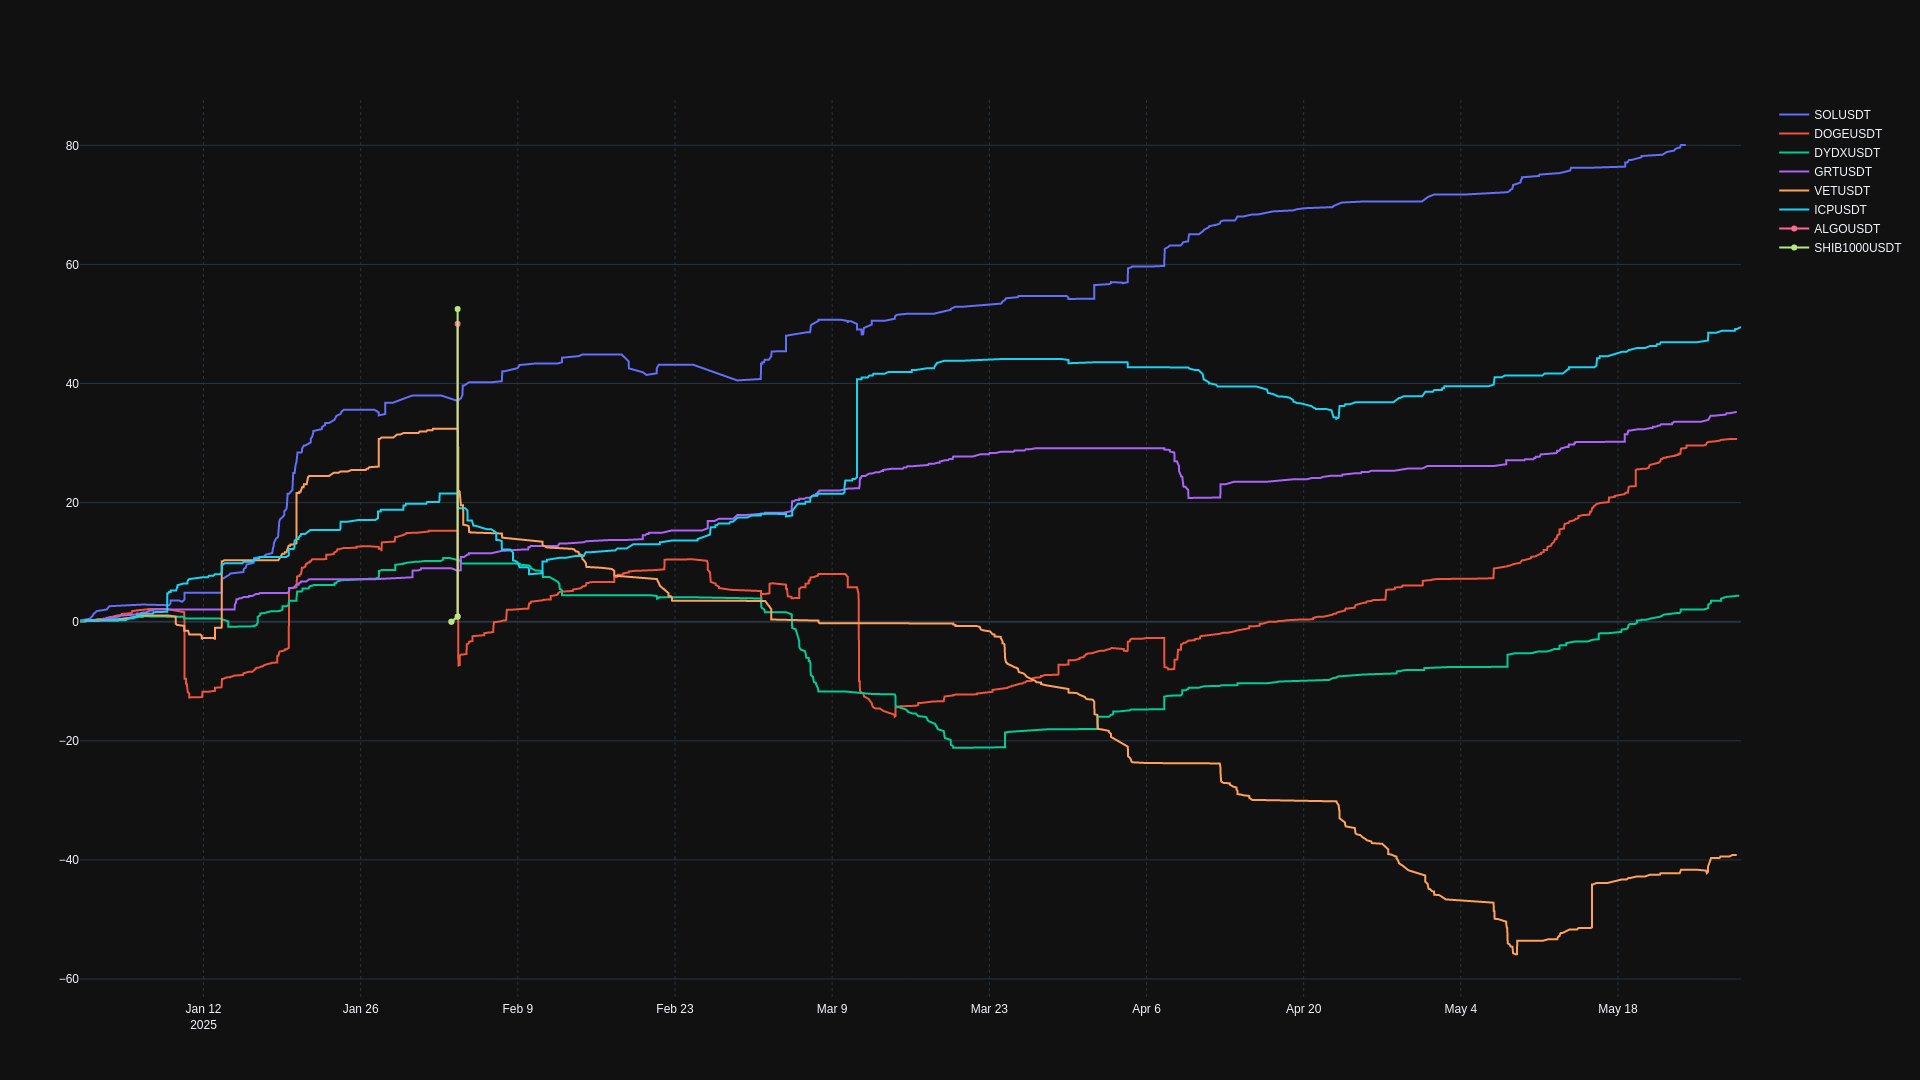 80
60
40
20
0
−20
−40
−60
Jan 12
2025
Jan 26
Feb 9
Feb 23
Mar 9
Mar 23
Apr 6
Apr 20
May 4
May 18
SOLUSDT
DOGEUSDT
DYDXUSDT
GRTUSDT
VETUSDT
ICPUSDT
ALGOUSDT
SHIB1000USDT